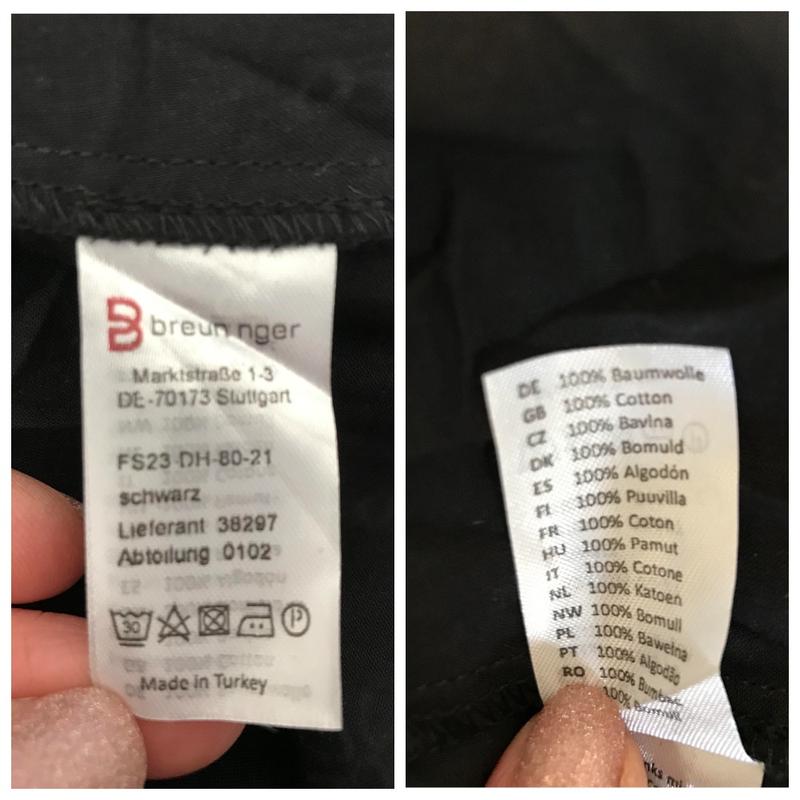 B breuninger
Marktstraße 1-3
DE-70173 Stuttgart
FS23 DH-80-21
schwarz
Lieferant 38297
Abteilung 0102
30
P
Made in Turkey
DE 100% Baumwolle
GB 100% Cotton
CZ 100% Bavlna
DK 100% Bomuld
ES 100% Algodón
FI 100% Puuvilla
FR 100% Coton
HU 100% Pamut
IT 100% Cotone
NL 100% Katoen
NW 100% Bomull
PL 100% Bawełna
PT 100% Algodão
RO 100% Bumbac
100% Bomull